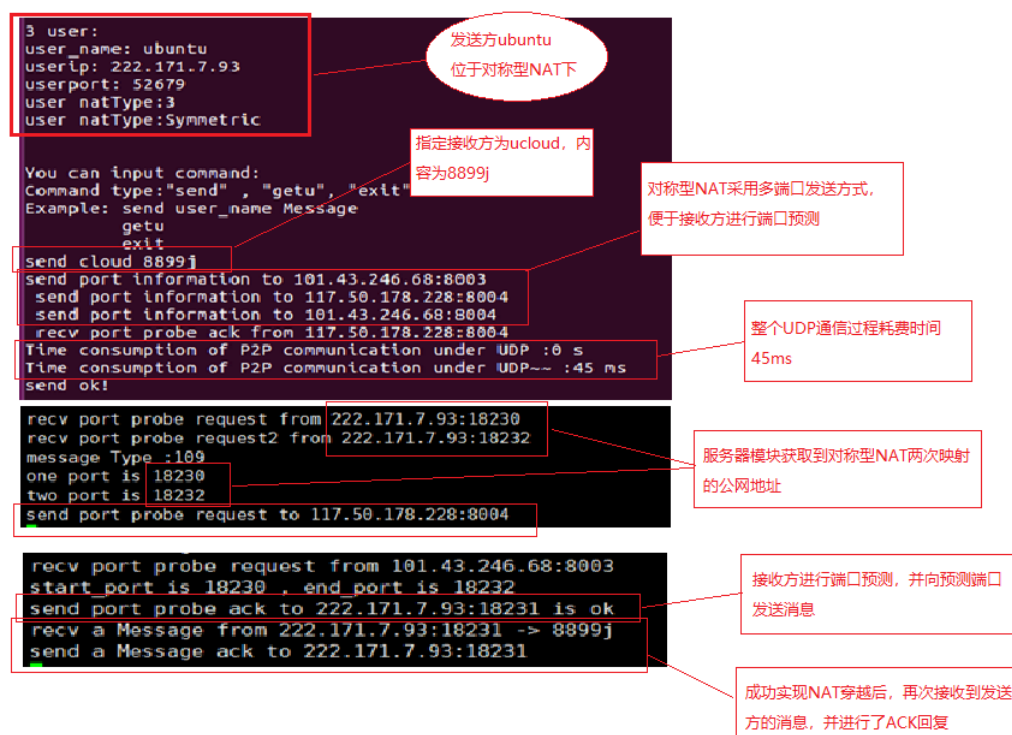 3 user:
user_name: ubuntu
userip: 222.171.7.93
userport: 52679
user natType:3
user natType:Symmetric
发送方ubuntu
位于对称型NAT下
You can input command:
Command type:"send" , "getu", "exit"
Example: send user_name Message
getu
exit
指定接收方为ucloud，内
容为8899j
send cloud 8899j
send port information to 101.43.246.68:8003
send port information to 117.50.178.228:8004
send port information to 101.43.246.68:8004
recv port probe ack from 117.50.178.228:8004
对称型NAT采用多端口发送方式，
便于接收方进行端口预测
Time consumption of P2P communication under UDP :0 s
Time consumption of P2P communication under UDP~~ :45 ms
send ok!
整个UDP通信过程耗费时间
45ms
recv port probe request from 222.171.7.93:18230
recv port probe request2 from 222.171.7.93:18232
message Type :109
one port is 18230
two port is 18232
send port probe request to 117.50.178.228:8004
服务器模块获取到对称型NAT两次映射
的公网地址
recv port probe request from 101.43.246.68:8003
start_port is 18230 , end_port is 18232
send port probe ack to 222.171.7.93:18231 is ok
recv a Message from 222.171.7.93:18231 -> 8899j
send a Message ack to 222.171.7.93:18231
接收方进行端口预测，并向预测端口
发送消息
成功实现NAT穿越后，再次接收到发送
方的消息，并进行了ACK回复